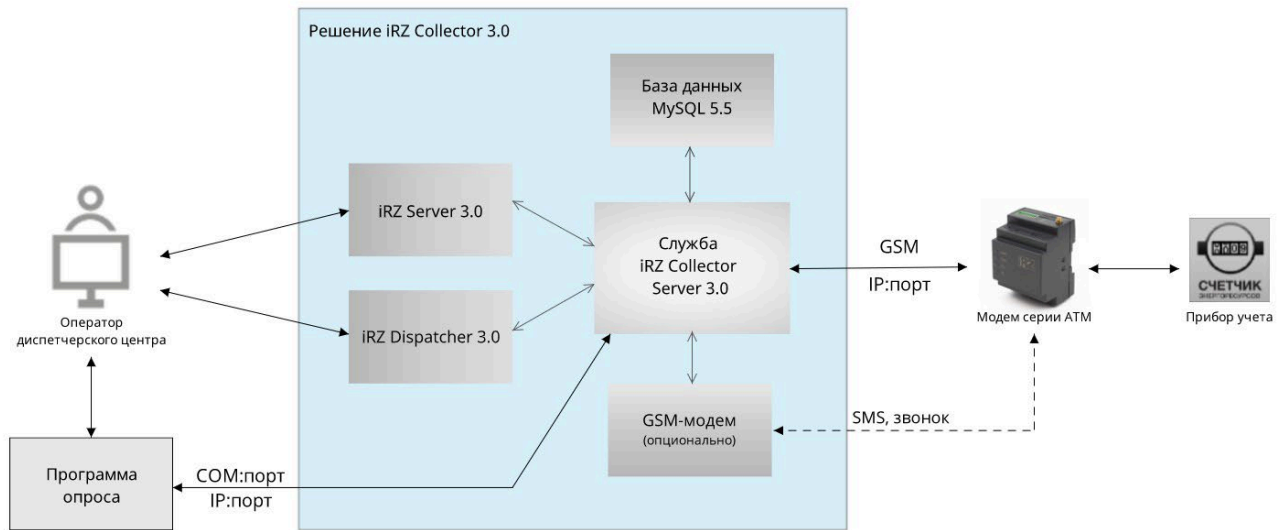 Решение iRZ Collector 3.0
База данных
MySQL 5.5
iRZ Server 3.0
Служба
iRZ Collector
Server 3.0
GSM
IP:порт
СЧЕТЧИК
ЭНЕРГОРЕСУРСОВ
Оператор
диспетчерского центра
iRZ Dispatcher 3.0
Модем серии ATM
Прибор учета
GSM-модем
(опционально)
SMS, звонок
Программа
опроса
COM:порт
IP:порт